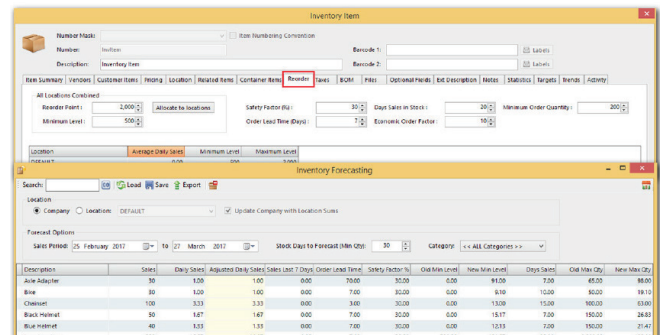 Inventory Item
Number Mask: Item Numbering Convention
Number: InvItem Barcode 1: Labels
Description: Inventory Item Barcode 2: Labels
Item Summary Vendors Customer Items Pricing Location Related Items Container Items Reorder Taxes BOM Files Optional Fields Ext Description Notes Statistics Targets Trends Activity
All Locations Combined
Reorder Point: 2,000 Allocate to locations Safety Factor (%): 30 Days Sales in Stock: 20 Minimum Order Quantity: 200
Minimum Level: 500 Order Lead Time (Days): 7 Economic Order Factor: 10
Location Average Daily Sales Minimum Level Maximum Level
DEFAULT 0.00 500 2,000
Inventory Forecasting
Search: Load Save Export
Location
Company Location: DEFAULT Update Company with Location Sums
Forecast Options
Sales Period: 25 February 2017 to 27 March 2017 Stock Days to Forecast (Min Qty): 30 Category: << ALL Categories >>
Description Sales Daily Sales Adjusted Daily Sales Sales Last 7 Days Order Lead Time Safety Factor % Old Min Level New Min Level Days Sales Old Max Qty New Max Qty
Axle Adapter 30 1.00 1.00 0.00 70.00 30.00 0.00 91.00 7.00 65.00 98.00
Bike 30 1.00 1.00 0.00 7.00 30.00 0.00 9.10 10.00 50.00 19.10
Chainset 100 3.33 3.33 0.00 3.00 30.00 0.00 13.00 15.00 100.00 63.00
Black Helmet 50 1.67 1.67 0.00 7.00 30.00 0.00 15.17 7.00 150.00 26.83
Blue Helmet 40 1.33 1.33 0.00 7.00 30.00 0.00 12.13 7.00 150.00 21.47